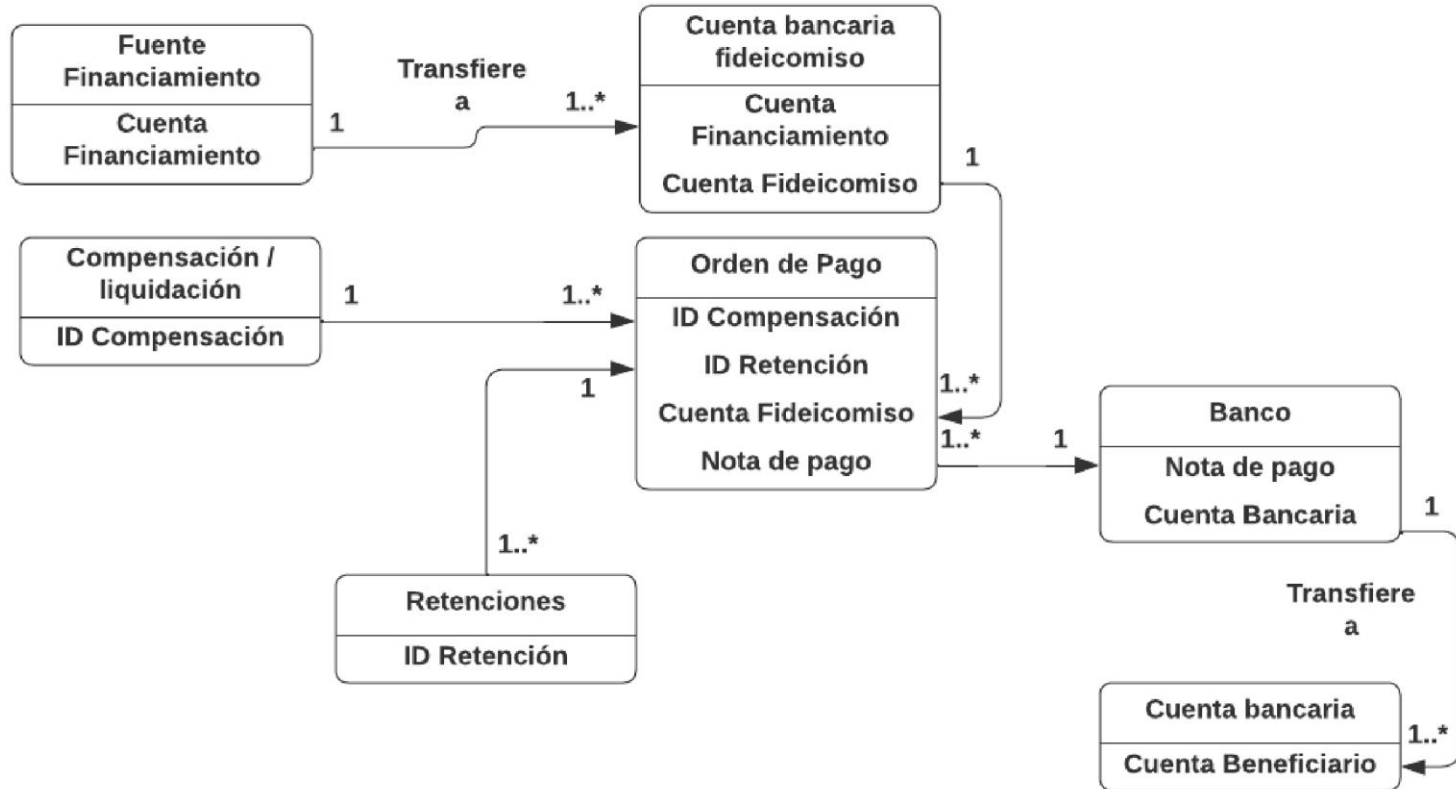 Fuente
Financiamiento
Cuenta
Financiamiento
1
Transfiere
a
1..*
Cuenta bancaria
fideicomiso
Cuenta
Financiamiento
Cuenta Fideicomiso
1
Compensación /
liquidación
ID Compensación
1
1..*
Orden de Pago
ID Compensación
ID Retención
Cuenta Fideicomiso
Nota de pago
1
1..*
1..*
1
Banco
Nota de pago
Cuenta Bancaria
1
1..*
Retenciones
ID Retención
Transfiere
a
Cuenta bancaria
Cuenta Beneficiario
1..*